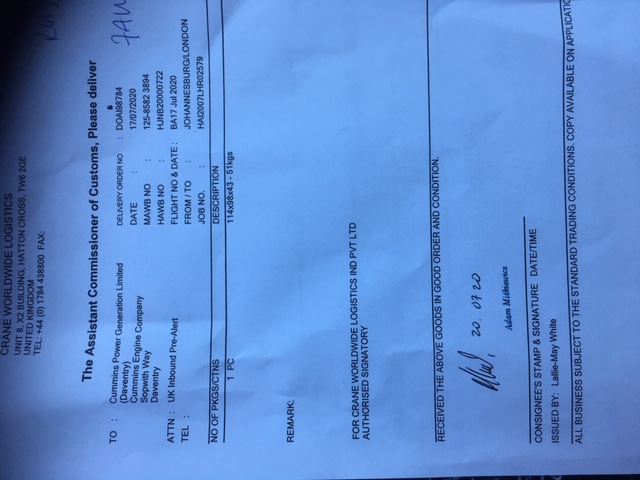 CRANE WORLDWIDE LOGISTICS
UNIT 8, X2 BUILDING, HATTON CROSS, TW6 2GE
UNITED KINGDOM
TEL: +44 (0) 1784 438800 FAX:
The Assistant Commissioner of Customs, Please deliver
TO : Cummins Power Generation Limited
(Daventry)
Cummins Engine Company
Sopwith Way
Daventry
ATTN : UK Inbound Pre-Alert
TEL :
DELIVERY ORDER NO : DOAI98784
DATE : 17/07/2020
MAWB NO : 125-8582 3894
HAWB NO : HJNB20000722
FLIGHT NO & DATE : BA17 Jul 2020
FROM / TO : JOHANNESBURG/LONDON
JOB NO. : HAI2007LHR02579
NO OF PKGS/CTNS DESCRIPTION
1 PC 114x98x43 - 51kgs
REMARK:
FOR CRANE WORLDWIDE LOGISTICS IND PVT LTD
AUTHORISED SIGNATORY
RECEIVED THE ABOVE GOODS IN GOOD ORDER AND CONDITION.
20.07.20
Adam Mitkiewicz
CONSIGNEE'S STAMP & SIGNATURE DATE/TIME
ISSUED BY: Lallie-May White
ALL BUSINESS SUBJECT TO THE STANDARD TRADING CONDITIONS. COPY AVAILABLE ON APPLICATIO